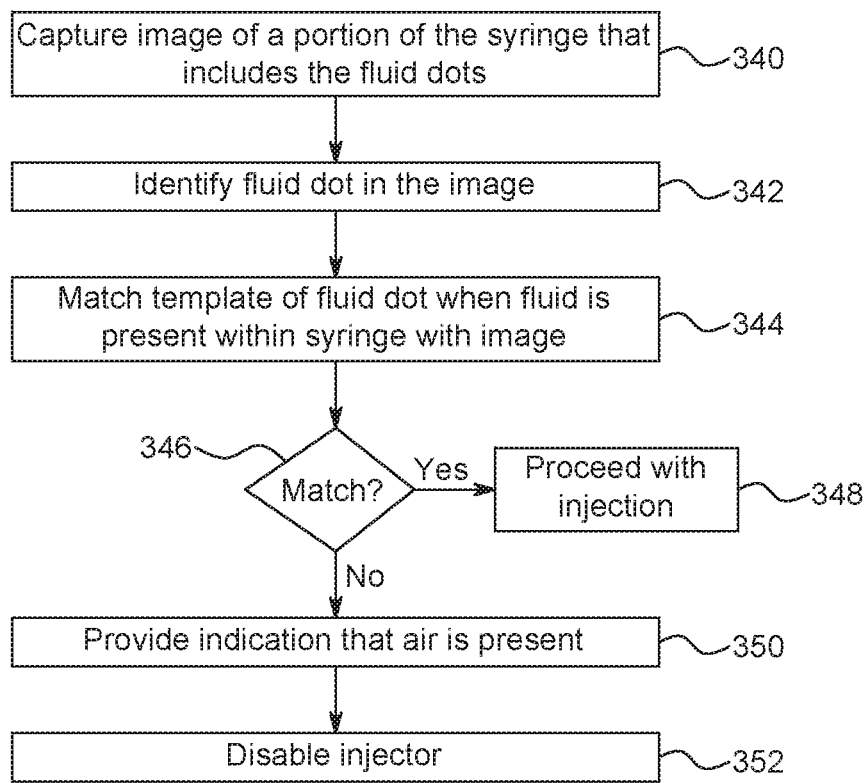 Capture image of a portion of the syringe that
includes the fluid dots
340
Identify fluid dot in the image
342
Match template of fluid dot when fluid is
present within syringe with image
344
346
Match?
Yes
Proceed with
injection
348
No
Provide indication that air is present
350
Disable injector
352